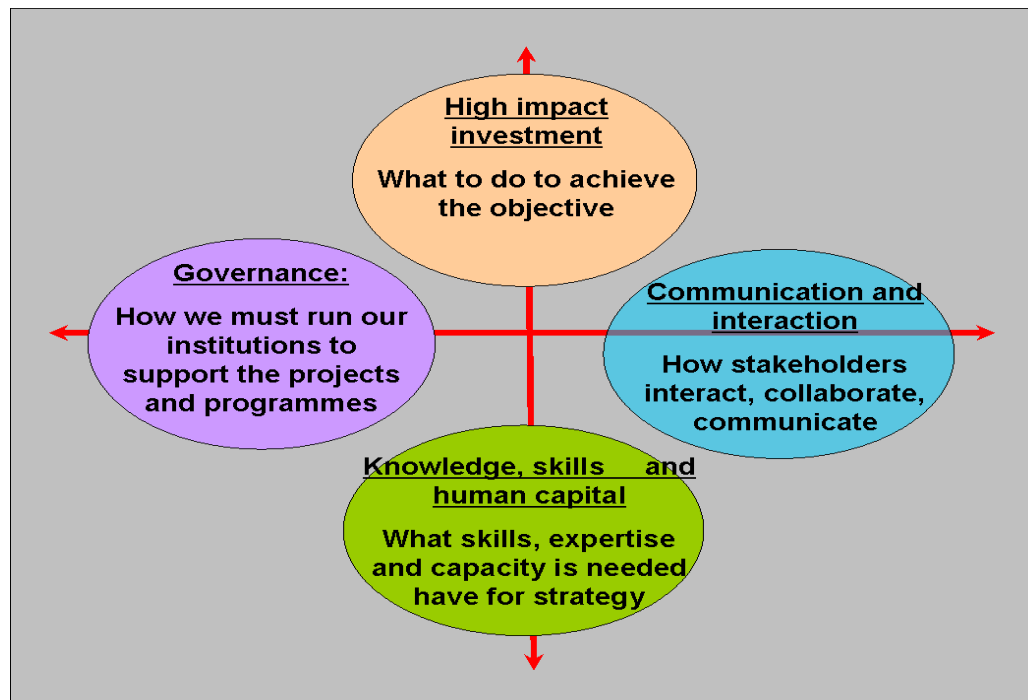 High impact
investment
What to do to achieve
the objective
Governance:
How we must run our
institutions to
support the projects
and programmes
Communication and
interaction
How stakeholders
interact, collaborate,
communicate
Knowledge, skills and
human capital
What skills, expertise
and capacity is needed
have for strategy